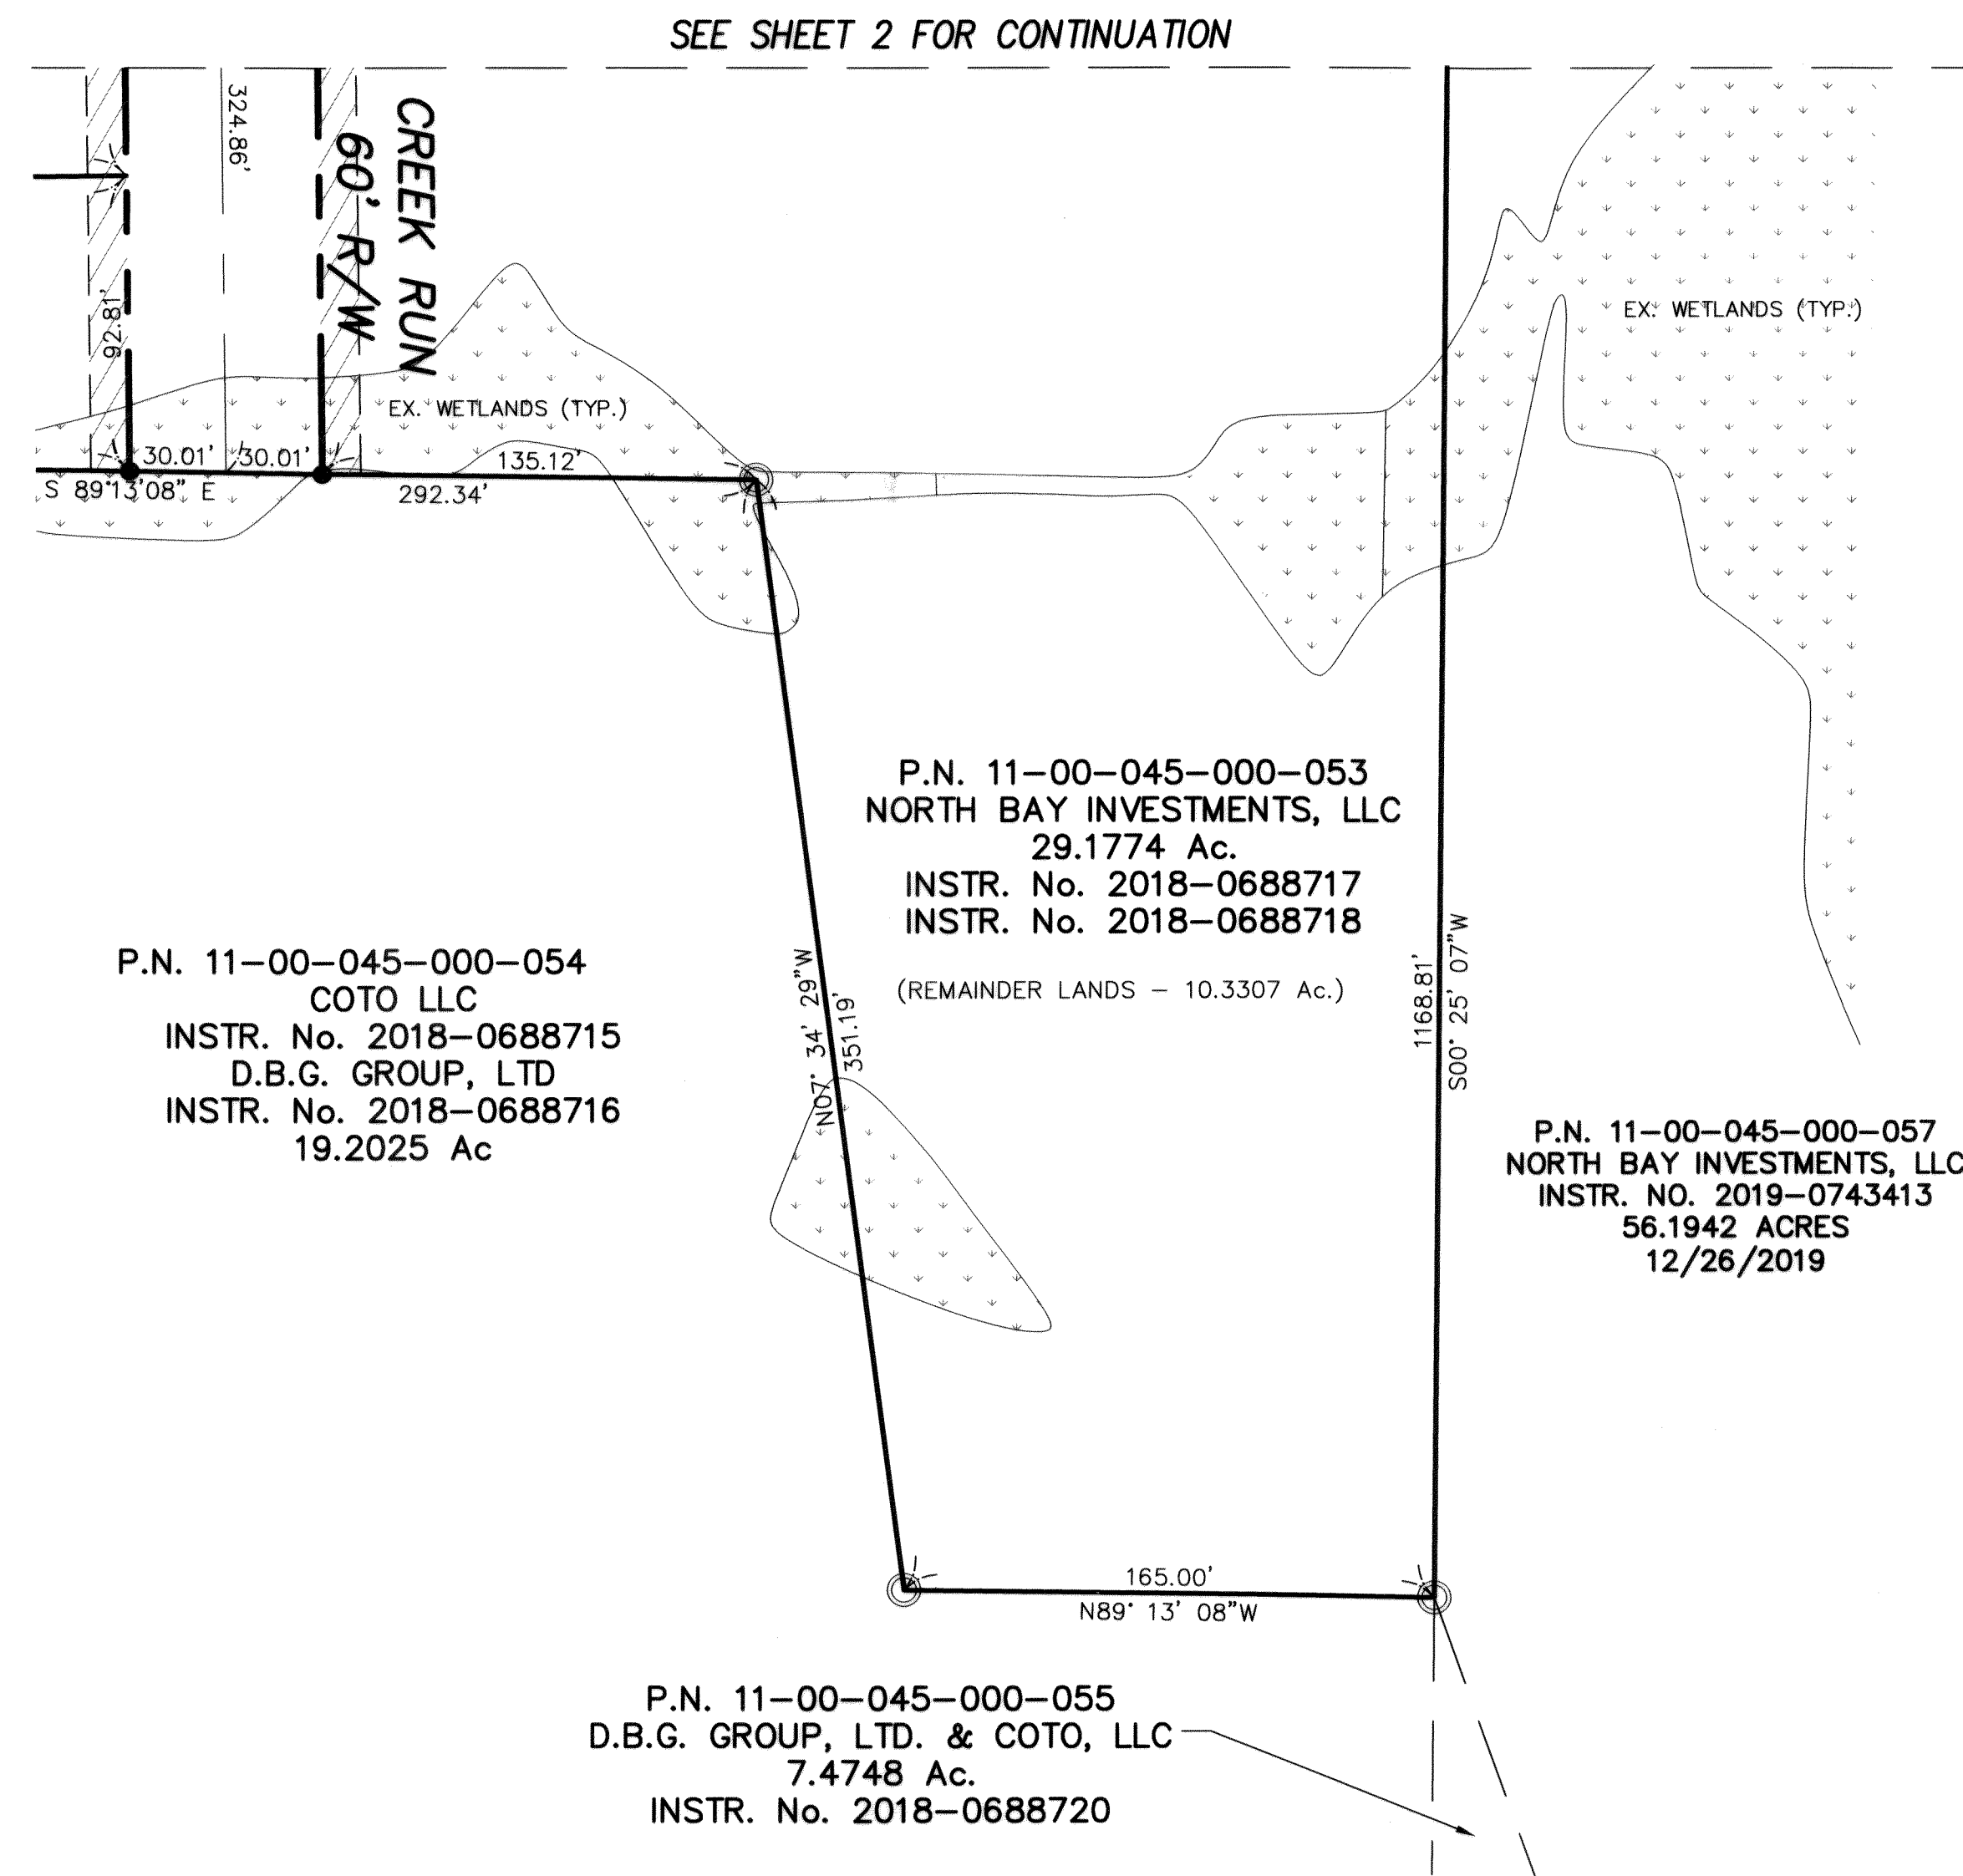 SEE SHEET 2 FOR CONTINUATION
324.86'
CREEK RUN
60' R/W
92.81'
EX. WETLANDS (TYP.)
EX. WETLANDS (TYP.)
30.01'
30.01'
135.12'
S 89°13'08" E
292.34'
P.N. 11-00-045-000-053
NORTH BAY INVESTMENTS, LLC
29.1774 Ac.
INSTR. No. 2018-0688717
INSTR. No. 2018-0688718
(REMAINDER LANDS - 10.3307 Ac.)
P.N. 11-00-045-000-054
COTO LLC
INSTR. No. 2018-0688715
D.B.G. GROUP, LTD
INSTR. No. 2018-0688716
19.2025 Ac
N07° 34' 29"W
351.19'
1168.81'
S00° 25' 07"W
P.N. 11-00-045-000-057
NORTH BAY INVESTMENTS, LLC
INSTR. NO. 2019-0743413
56.1942 ACRES
12/26/2019
165.00'
N89° 13' 08"W
P.N. 11-00-045-000-055
D.B.G. GROUP, LTD. & COTO, LLC
7.4748 Ac.
INSTR. No. 2018-0688720